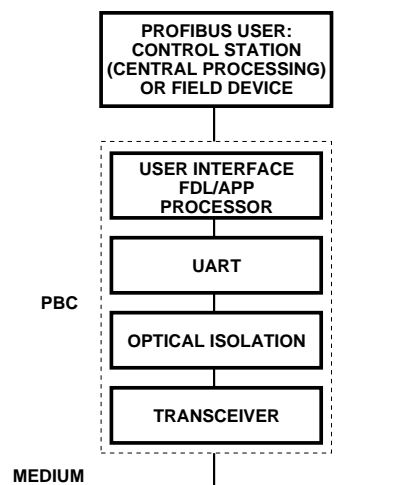 PROFIBUS USER:
CONTROL STATION
(CENTRAL PROCESSING)
OR FIELD DEVICE
USER INTERFACE
FDL/APP
PROCESSOR
UART
PBC
OPTICAL ISOLATION
TRANSCEIVER
MEDIUM